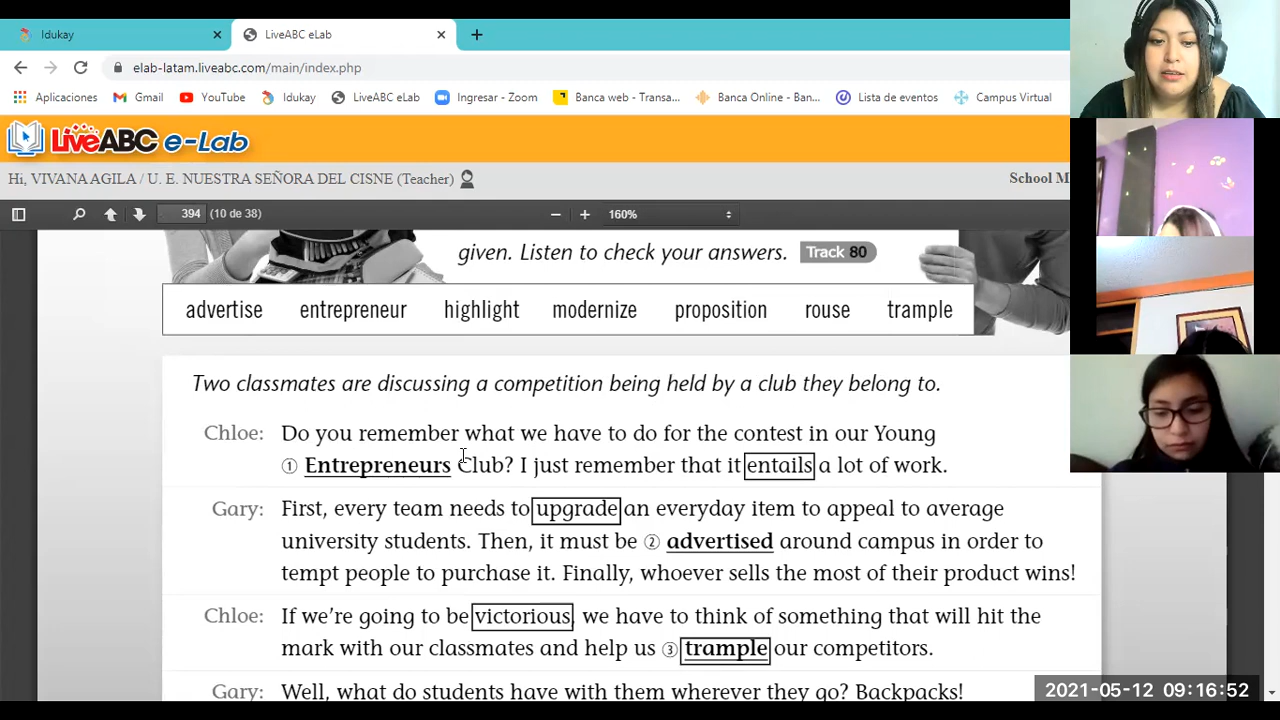 Idukay
LiveABC eLab
elab-latam.liveabc.com/main/index.php
Aplicaciones Gmail YouTube Idukay LiveABC eLab Ingresar - Zoom Banca web - Transa... Banca Online - Ban... Lista de eventos Campus Virtual
LiveABC e-Lab
Hi, VIVANA AGILA / U. E. NUESTRA SEÑORA DEL CISNE (Teacher) School M
394 (10 de 38) 160%
given. Listen to check your answers. Track 80
advertise entrepreneur highlight modernize proposition rouse trample
Two classmates are discussing a competition being held by a club they belong to.
Chloe: Do you remember what we have to do for the contest in our Young
① Entrepreneurs Club? I just remember that it entails a lot of work.
Gary: First, every team needs to upgrade an everyday item to appeal to average
university students. Then, it must be ② advertised around campus in order to
tempt people to purchase it. Finally, whoever sells the most of their product wins!
Chloe: If we're going to be victorious, we have to think of something that will hit the
mark with our classmates and help us ③ trample our competitors.
Gary: Well, what do students have with them wherever they go? Backpacks!
2021-05-12 09:16:52